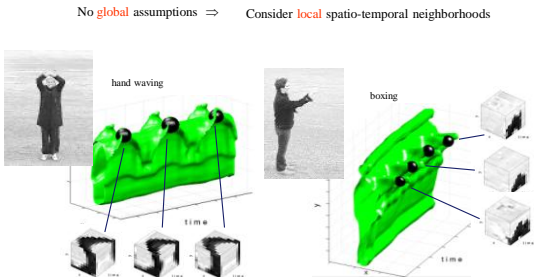 No global assumptions ⇒ Consider local spatio-temporal neighborhoods
hand waving
boxing
time
y
x
time